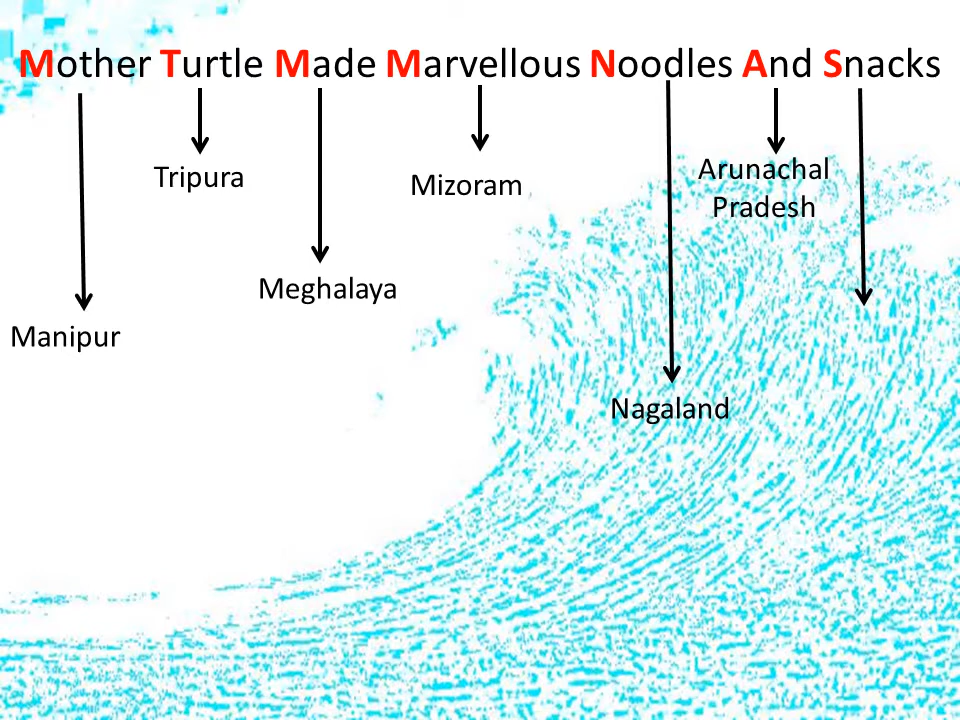 Mother Turtle Made Marvellous Noodles And Snacks
Tripura
Mizoram
Arunachal
Pradesh
Meghalaya
Manipur
Nagaland